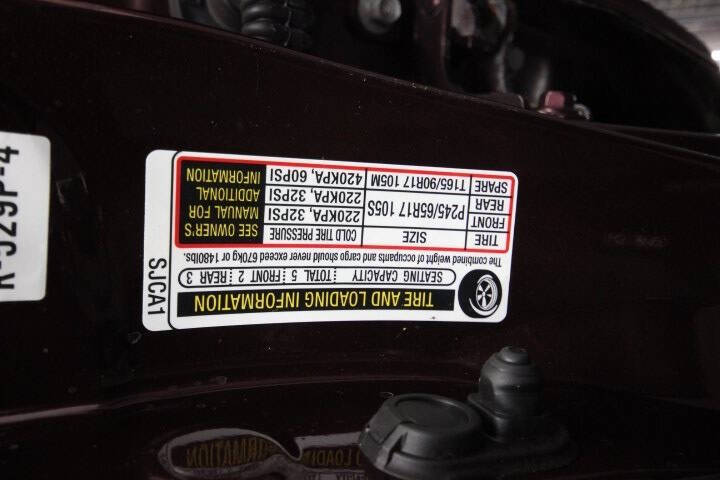 TIRE AND LOADING INFORMATION
SEATING CAPACITY TOTAL 5 FRONT 2 REAR 3
The combined weight of occupants and cargo should never exceed 670kg or 1480lbs.
TIRE SIZE COLD TIRE PRESSURE
FRONT P245/65R17 105S 220KPA, 32PSI
REAR 220KPA, 32PSI
SPARE T165/90R17 105M 420KPA, 60PSI
SEE OWNER'S
MANUAL FOR
ADDITIONAL
INFORMATION
SJCA1
R-529P-4